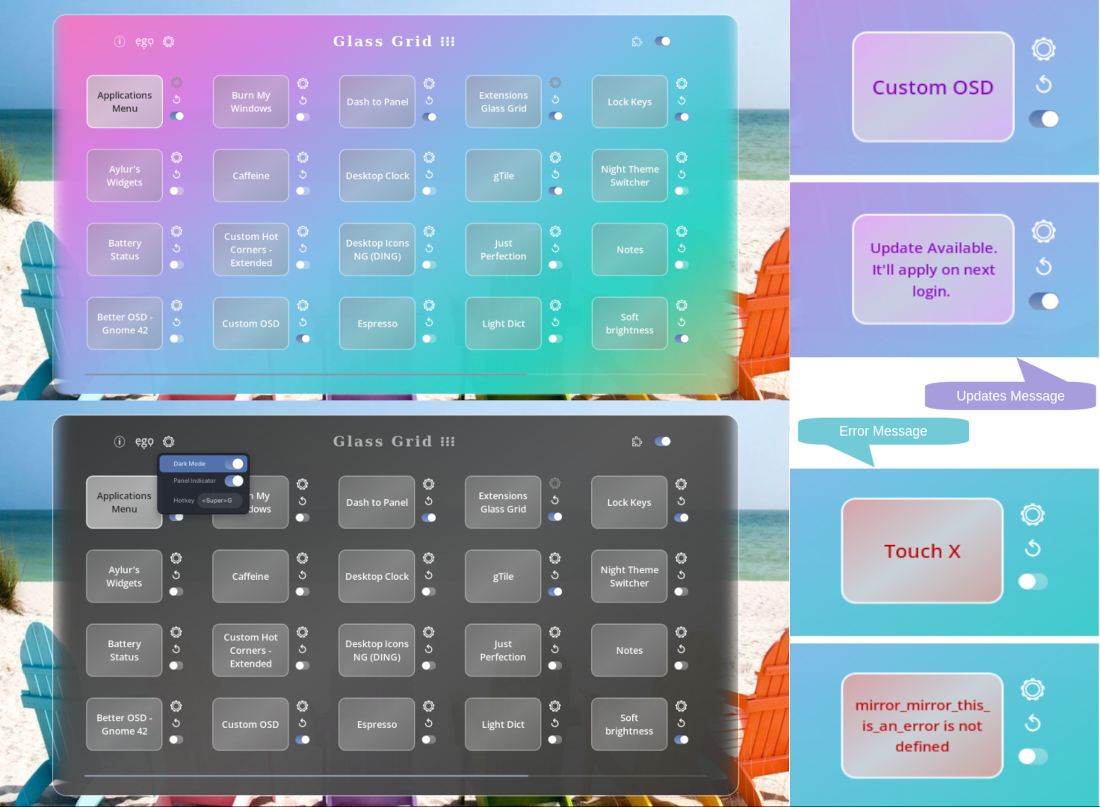 ego
Glass Grid
Applications
Menu
Burn My
Windows
Dash to Panel
Extensions
Glass Grid
Lock Keys
Aylur's
Widgets
Caffeine
Desktop Clock
gTile
Night Theme
Switcher
Battery
Status
Custom Hot
Corners -
Extended
Desktop Icons
NG (DING)
Just
Perfection
Notes
Better OSD -
Gnome 42
Custom OSD
Espresso
Light Dict
Soft
brightness
ego
Glass Grid
Dark Mode
Panel Indicator
Hotkey <Super>G
Applications
Menu
My
dows
Dash to Panel
Extensions
Glass Grid
Lock Keys
Aylur's
Widgets
Caffeine
Desktop Clock
gTile
Night Theme
Switcher
Battery
Status
Custom Hot
Corners -
Extended
Desktop Icons
NG (DING)
Just
Perfection
Notes
Better OSD -
Gnome 42
Custom OSD
Espresso
Light Dict
Soft
brightness
Custom OSD
Update Available.
It'll apply on next
login.
Updates Message
Error Message
Touch X
mirror_mirror_this_
is_an_error is not
defined